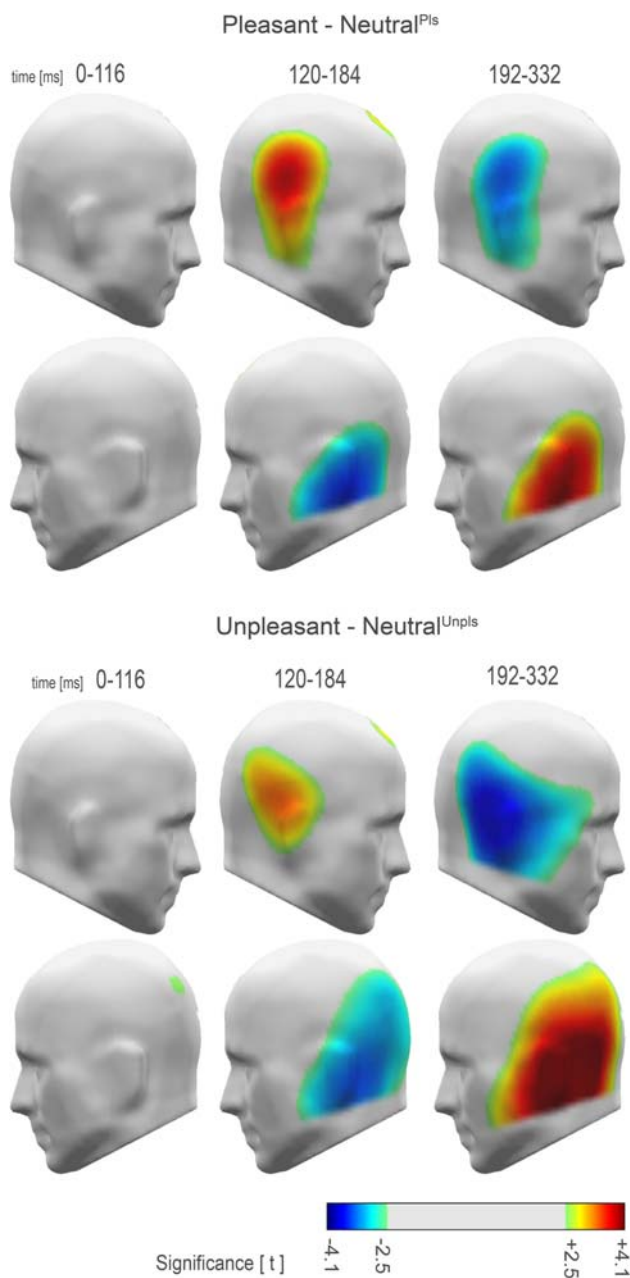 Pleasant - Neutral^Pls
time [ms] 0-116 120-184 192-332
Unpleasant - Neutral^Unpls
time [ms] 0-116 120-184 192-332
Significance [ t ] -4.1 -2.5 +2.5 +4.1